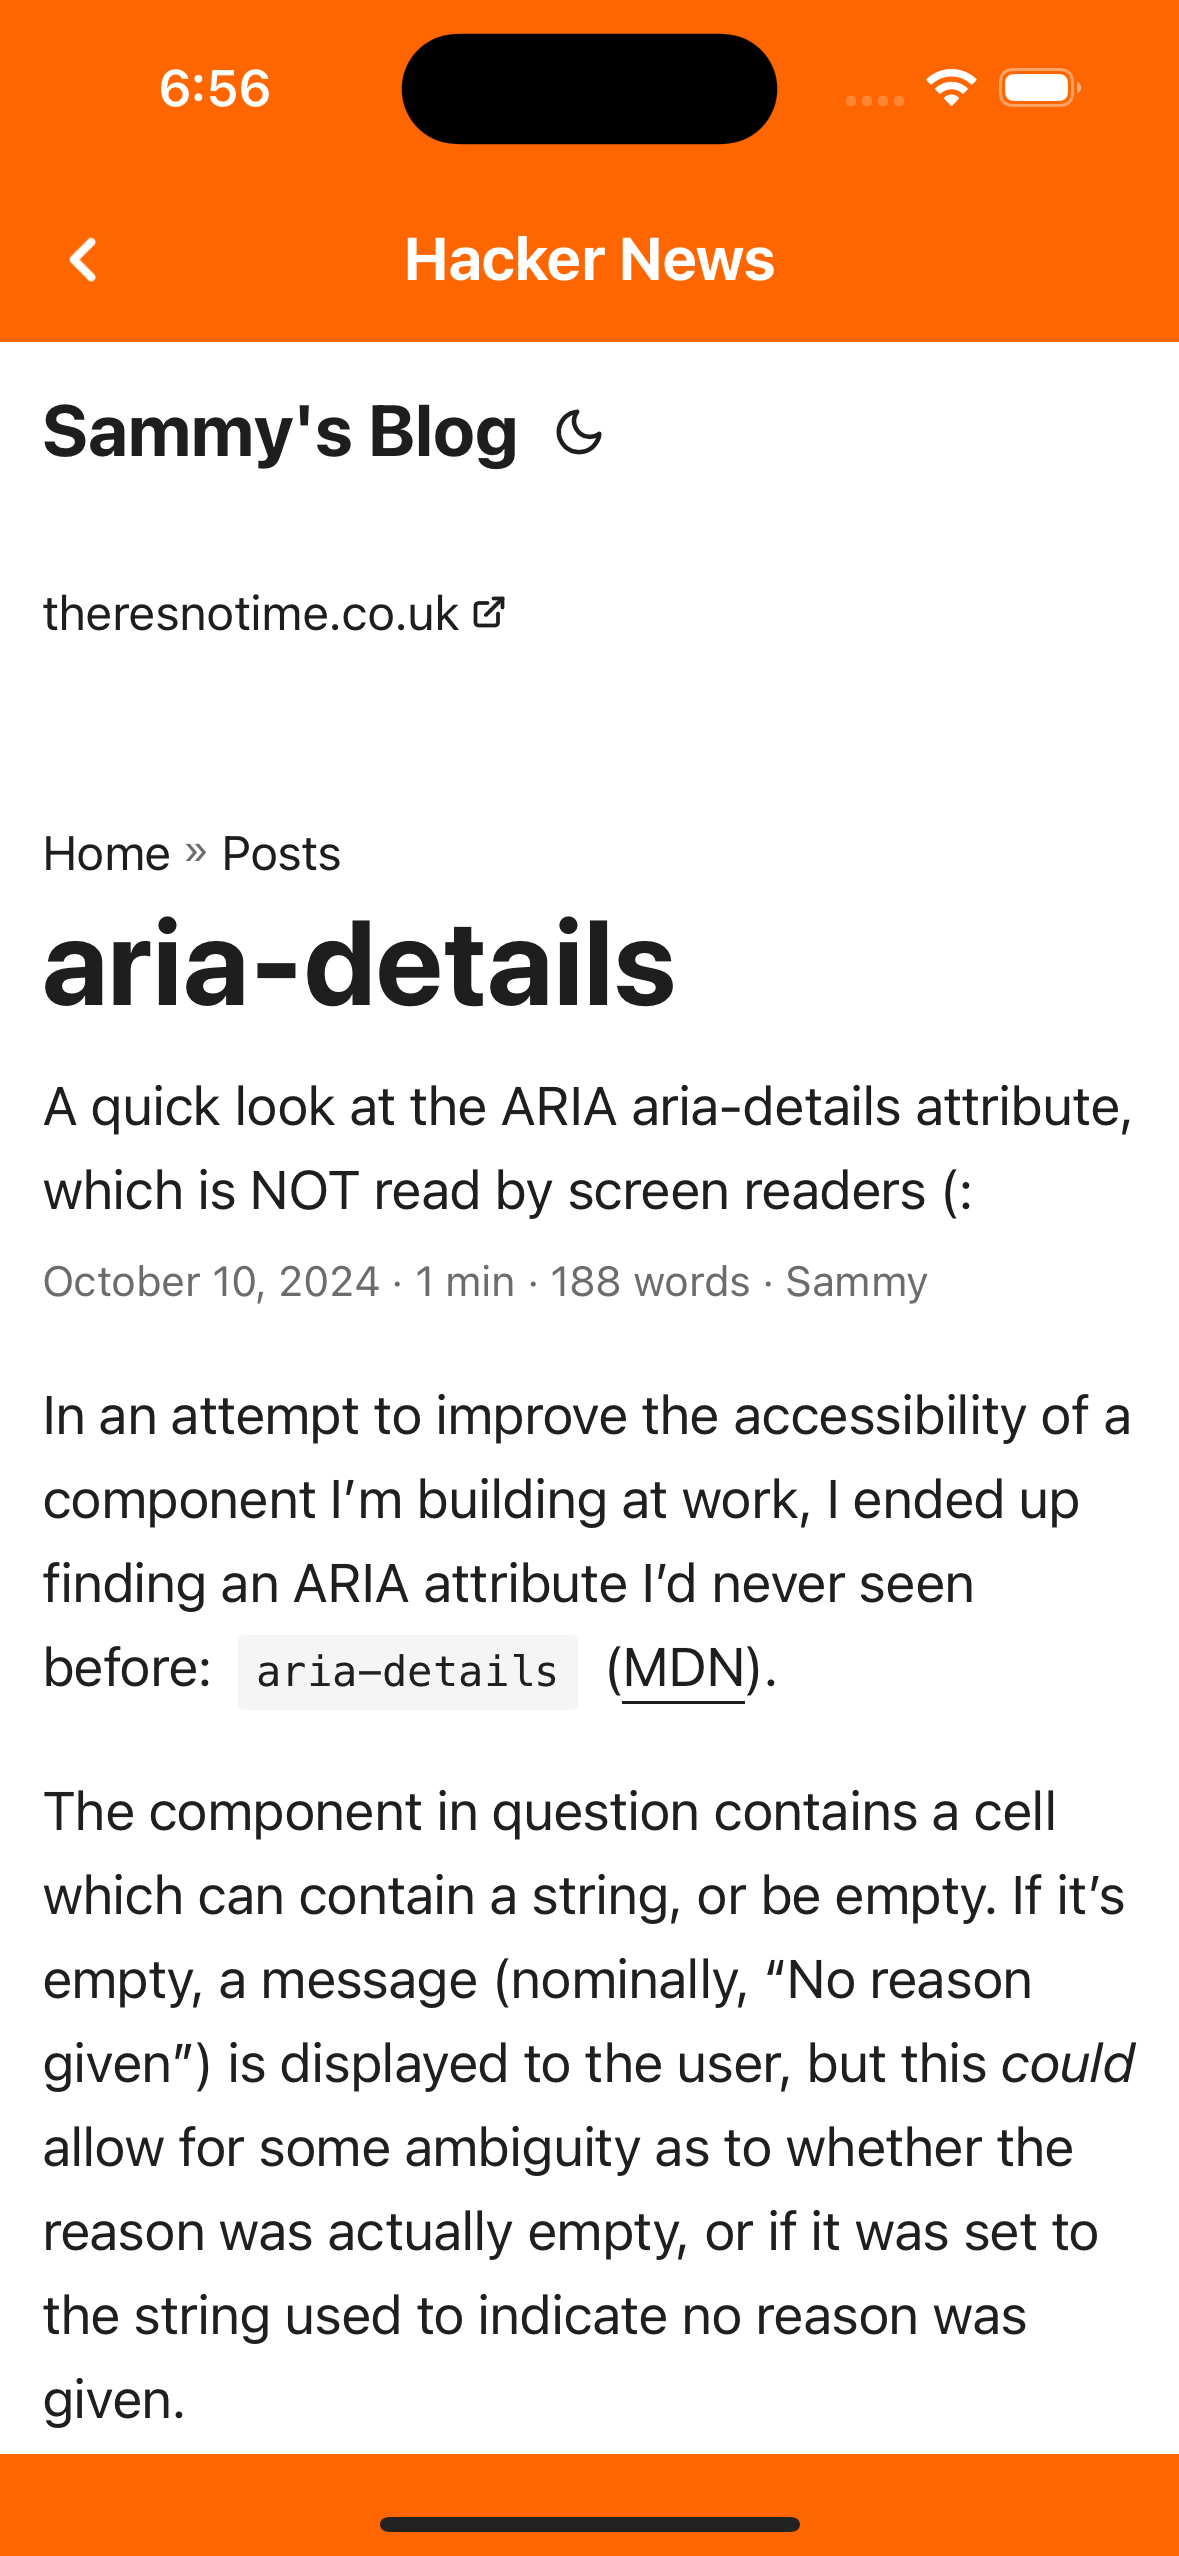 6:56
Hacker News
Sammy's Blog
theresnotime.co.uk
Home » Posts
aria-details
A quick look at the ARIA aria-details attribute,
which is NOT read by screen readers (:
October 10, 2024 · 1 min · 188 words · Sammy
In an attempt to improve the accessibility of a
component I’m building at work, I ended up
finding an ARIA attribute I’d never seen
before: aria-details (MDN).
The component in question contains a cell
which can contain a string, or be empty. If it’s
empty, a message (nominally, “No reason
given”) is displayed to the user, but this could
allow for some ambiguity as to whether the
reason was actually empty, or if it was set to
the string used to indicate no reason was
given.